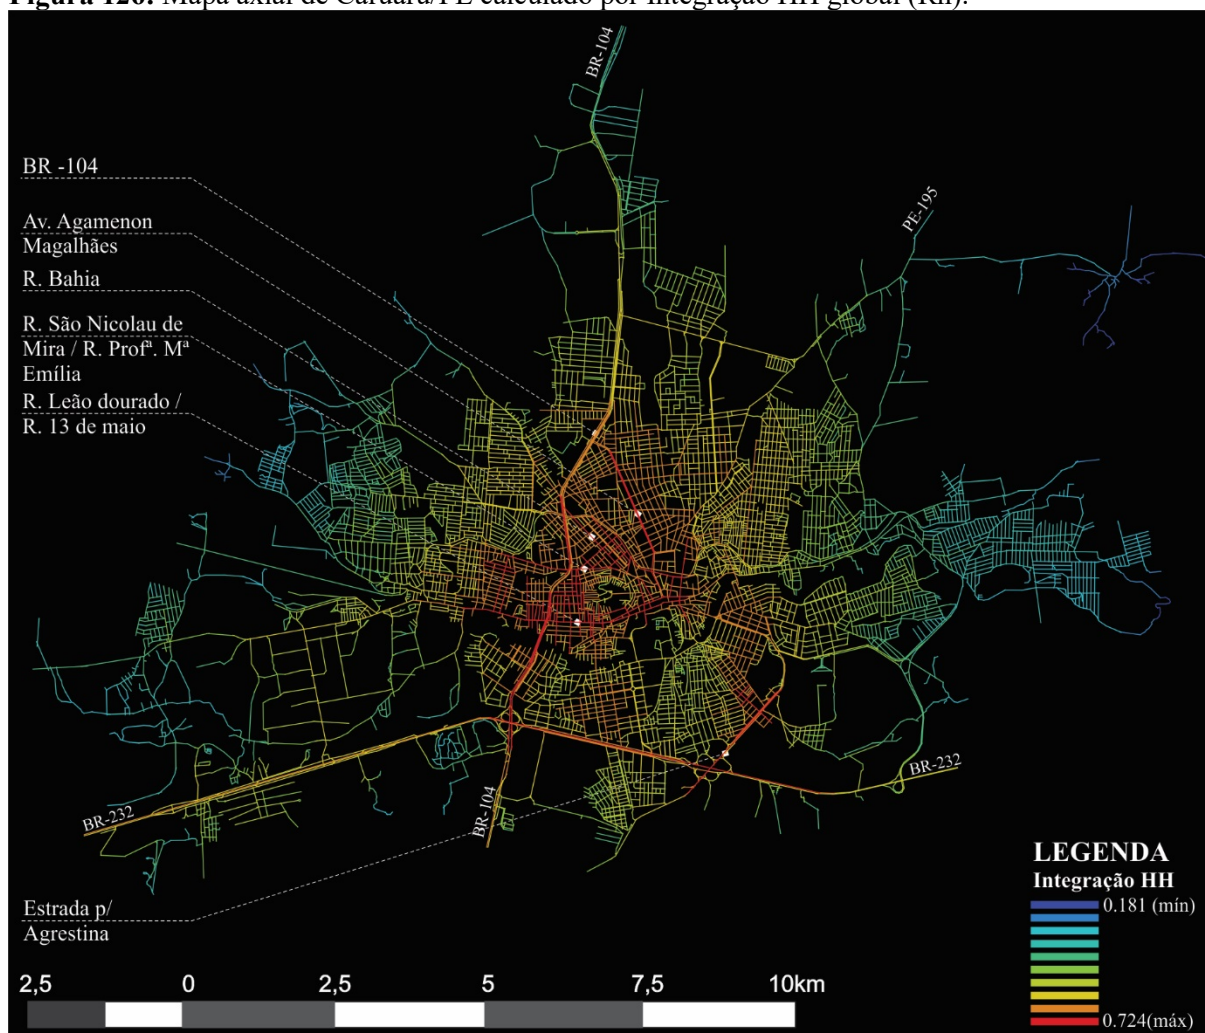 Figura 126: Mapa axial de Caruaru/PE calculado por Integração HH global (Rn).
BR-104
BR -104
PE-195
Av. Agamenon
Magalhães
R. Bahia
R. São Nicolau de
Mira / R. Profª. Mª
Emília
R. Leão dourado /
R. 13 de maio
BR-232
BR-232
BR-104
LEGENDA
Integração HH
0.181 (mín)
Estrada p/
Agrestina
2,5 0 2,5 5 7,5 10km
0.724(máx)